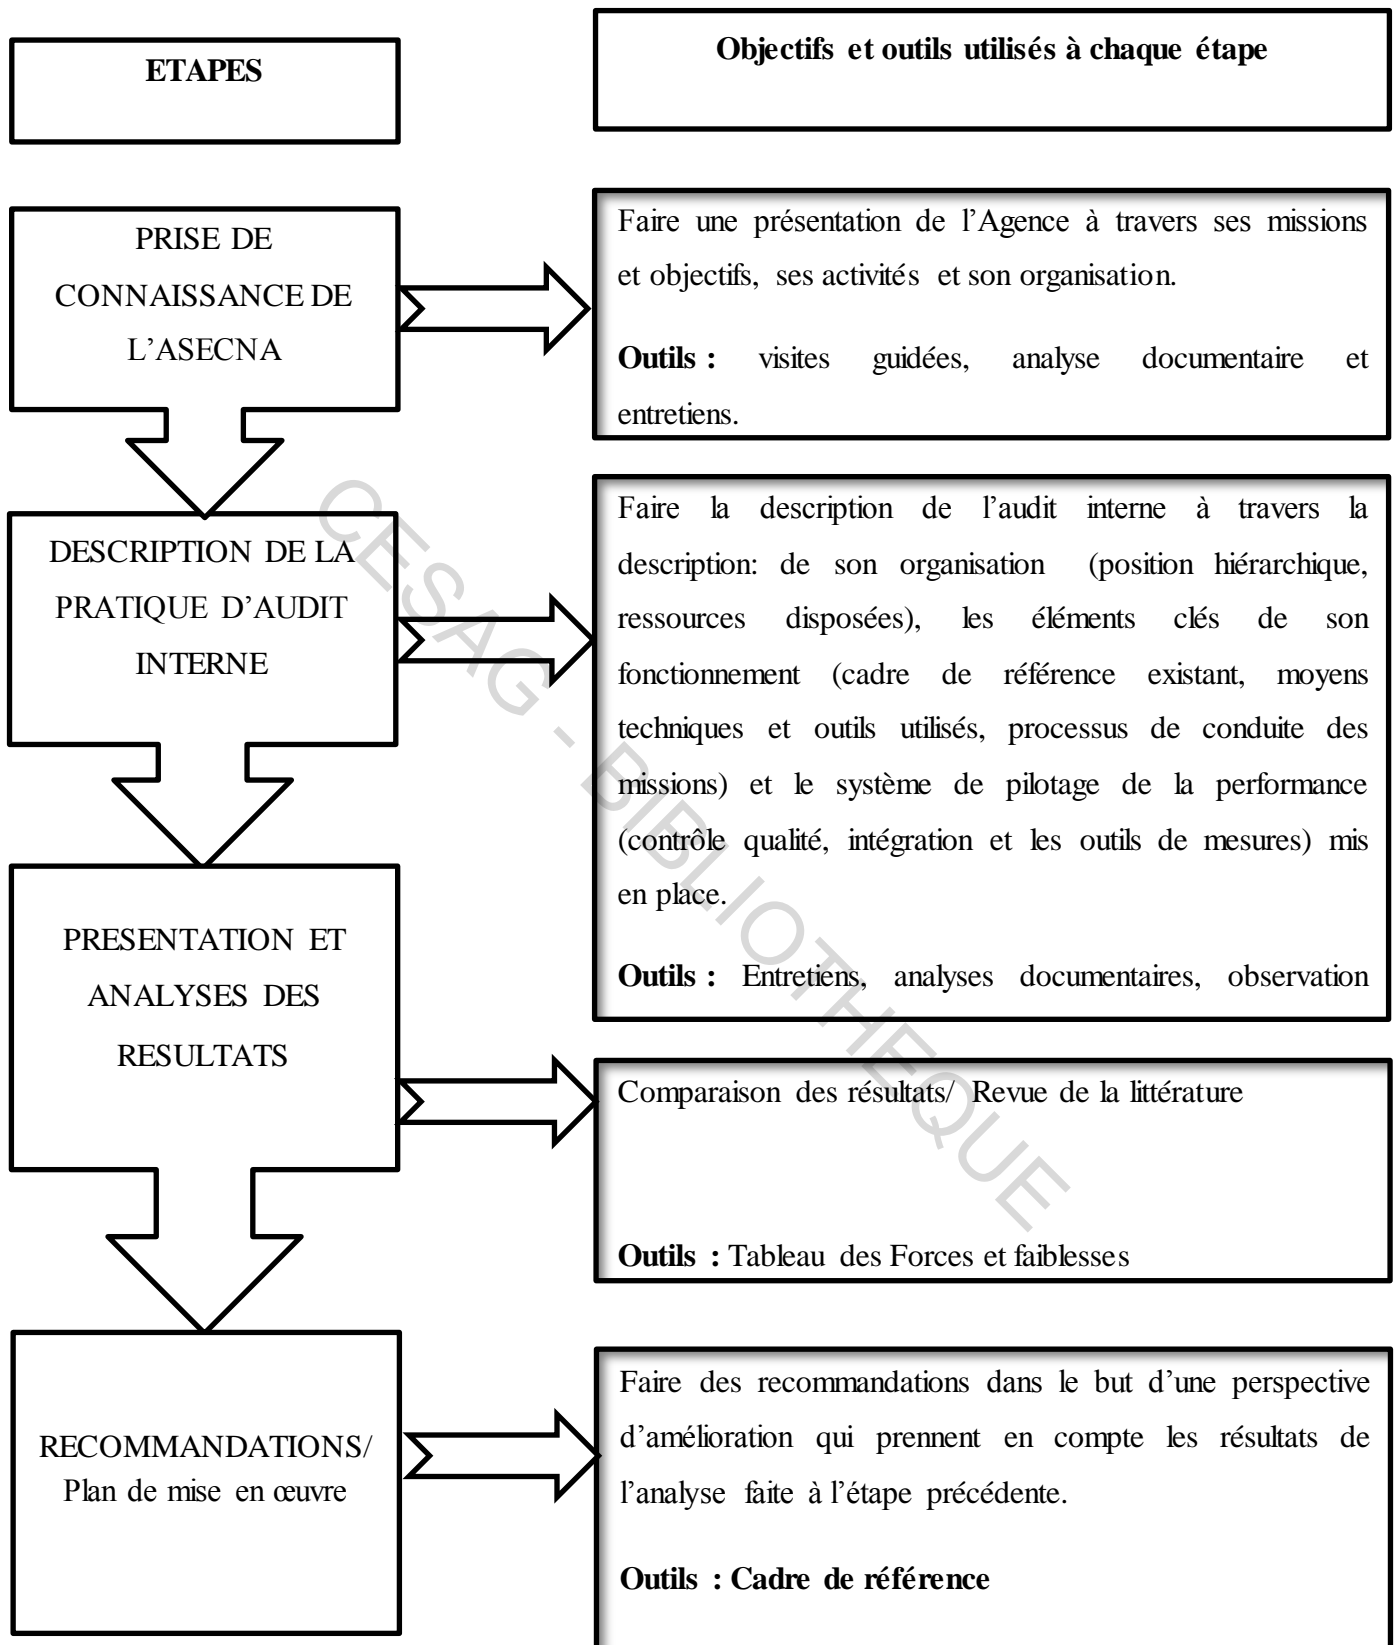 ETAPES
Objectifs et outils utilisés à chaque étape
PRISE DE
CONNAISSANCE DE
L’ASECNA
Faire une présentation de l’Agence à travers ses missions
et objectifs, ses activités et son organisation.
Outils : visites guidées, analyse documentaire et
entretiens.
DESCRIPTION DE LA
PRATIQUE D’AUDIT
INTERNE
Faire la description de l’audit interne à travers la
description: de son organisation (position hiérarchique,
ressources disposées), les éléments clés de son
fonctionnement (cadre de référence existant, moyens
techniques et outils utilisés, processus de conduite des
missions) et le système de pilotage de la performance
(contrôle qualité, intégration et les outils de mesures) mis
en place.
Outils : Entretiens, analyses documentaires, observation
PRESENTATION ET
ANALYSES DES
RESULTATS
Comparaison des résultats/ Revue de la littérature
Outils : Tableau des Forces et faiblesses
RECOMMANDATIONS/
Plan de mise en œuvre
Faire des recommandations dans le but d’une perspective
d’amélioration qui prennent en compte les résultats de
l’analyse faite à l’étape précédente.
Outils : Cadre de référence
CESAG - BIBLIOTHEQUE